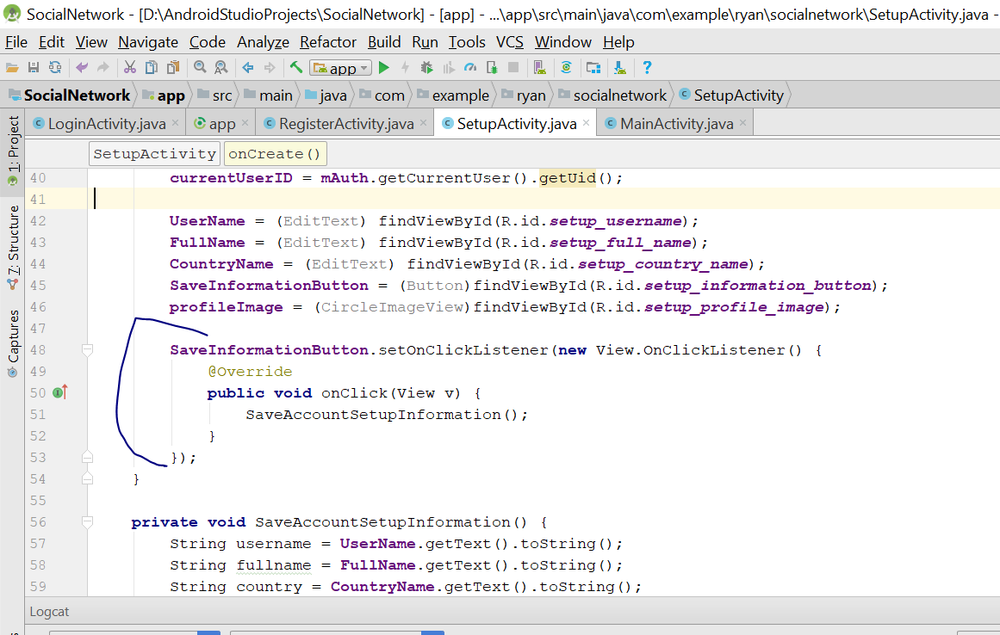 SocialNetwork - [D:\AndroidStudioProjects\SocialNetwork] - [app] - ...\app\src\main\java\com\example\ryan\socialnetwork\SetupActivity.java -
File Edit View Navigate Code Analyze Refactor Build Run Tools VCS Window Help
app
SocialNetwork app src main java com example ryan socialnetwork SetupActivity
LoginActivity.java app RegisterActivity.java SetupActivity.java MainActivity.java
1: Project
7: Structure
Captures
SetupActivity onCreate()
40 currentUserID = mAuth.getCurrentUser().getUid();
41
42 UserName = (EditText) findViewById(R.id.setup_username);
43 FullName = (EditText) findViewById(R.id.setup_full_name);
44 CountryName = (EditText) findViewById(R.id.setup_country_name);
45 SaveInformationButton = (Button)findViewById(R.id.setup_information_button);
46 profileImage = (CircleImageView)findViewById(R.id.setup_profile_image);
47
48 SaveInformationButton.setOnClickListener(new View.OnClickListener() {
49 @Override
50 public void onClick(View v) {
51 SaveAccountSetupInformation();
52 }
53 });
54 }
55
56 private void SaveAccountSetupInformation() {
57 String username = UserName.getText().toString();
58 String fullname = FullName.getText().toString();
59 String country = CountryName.getText().toString();
Logcat